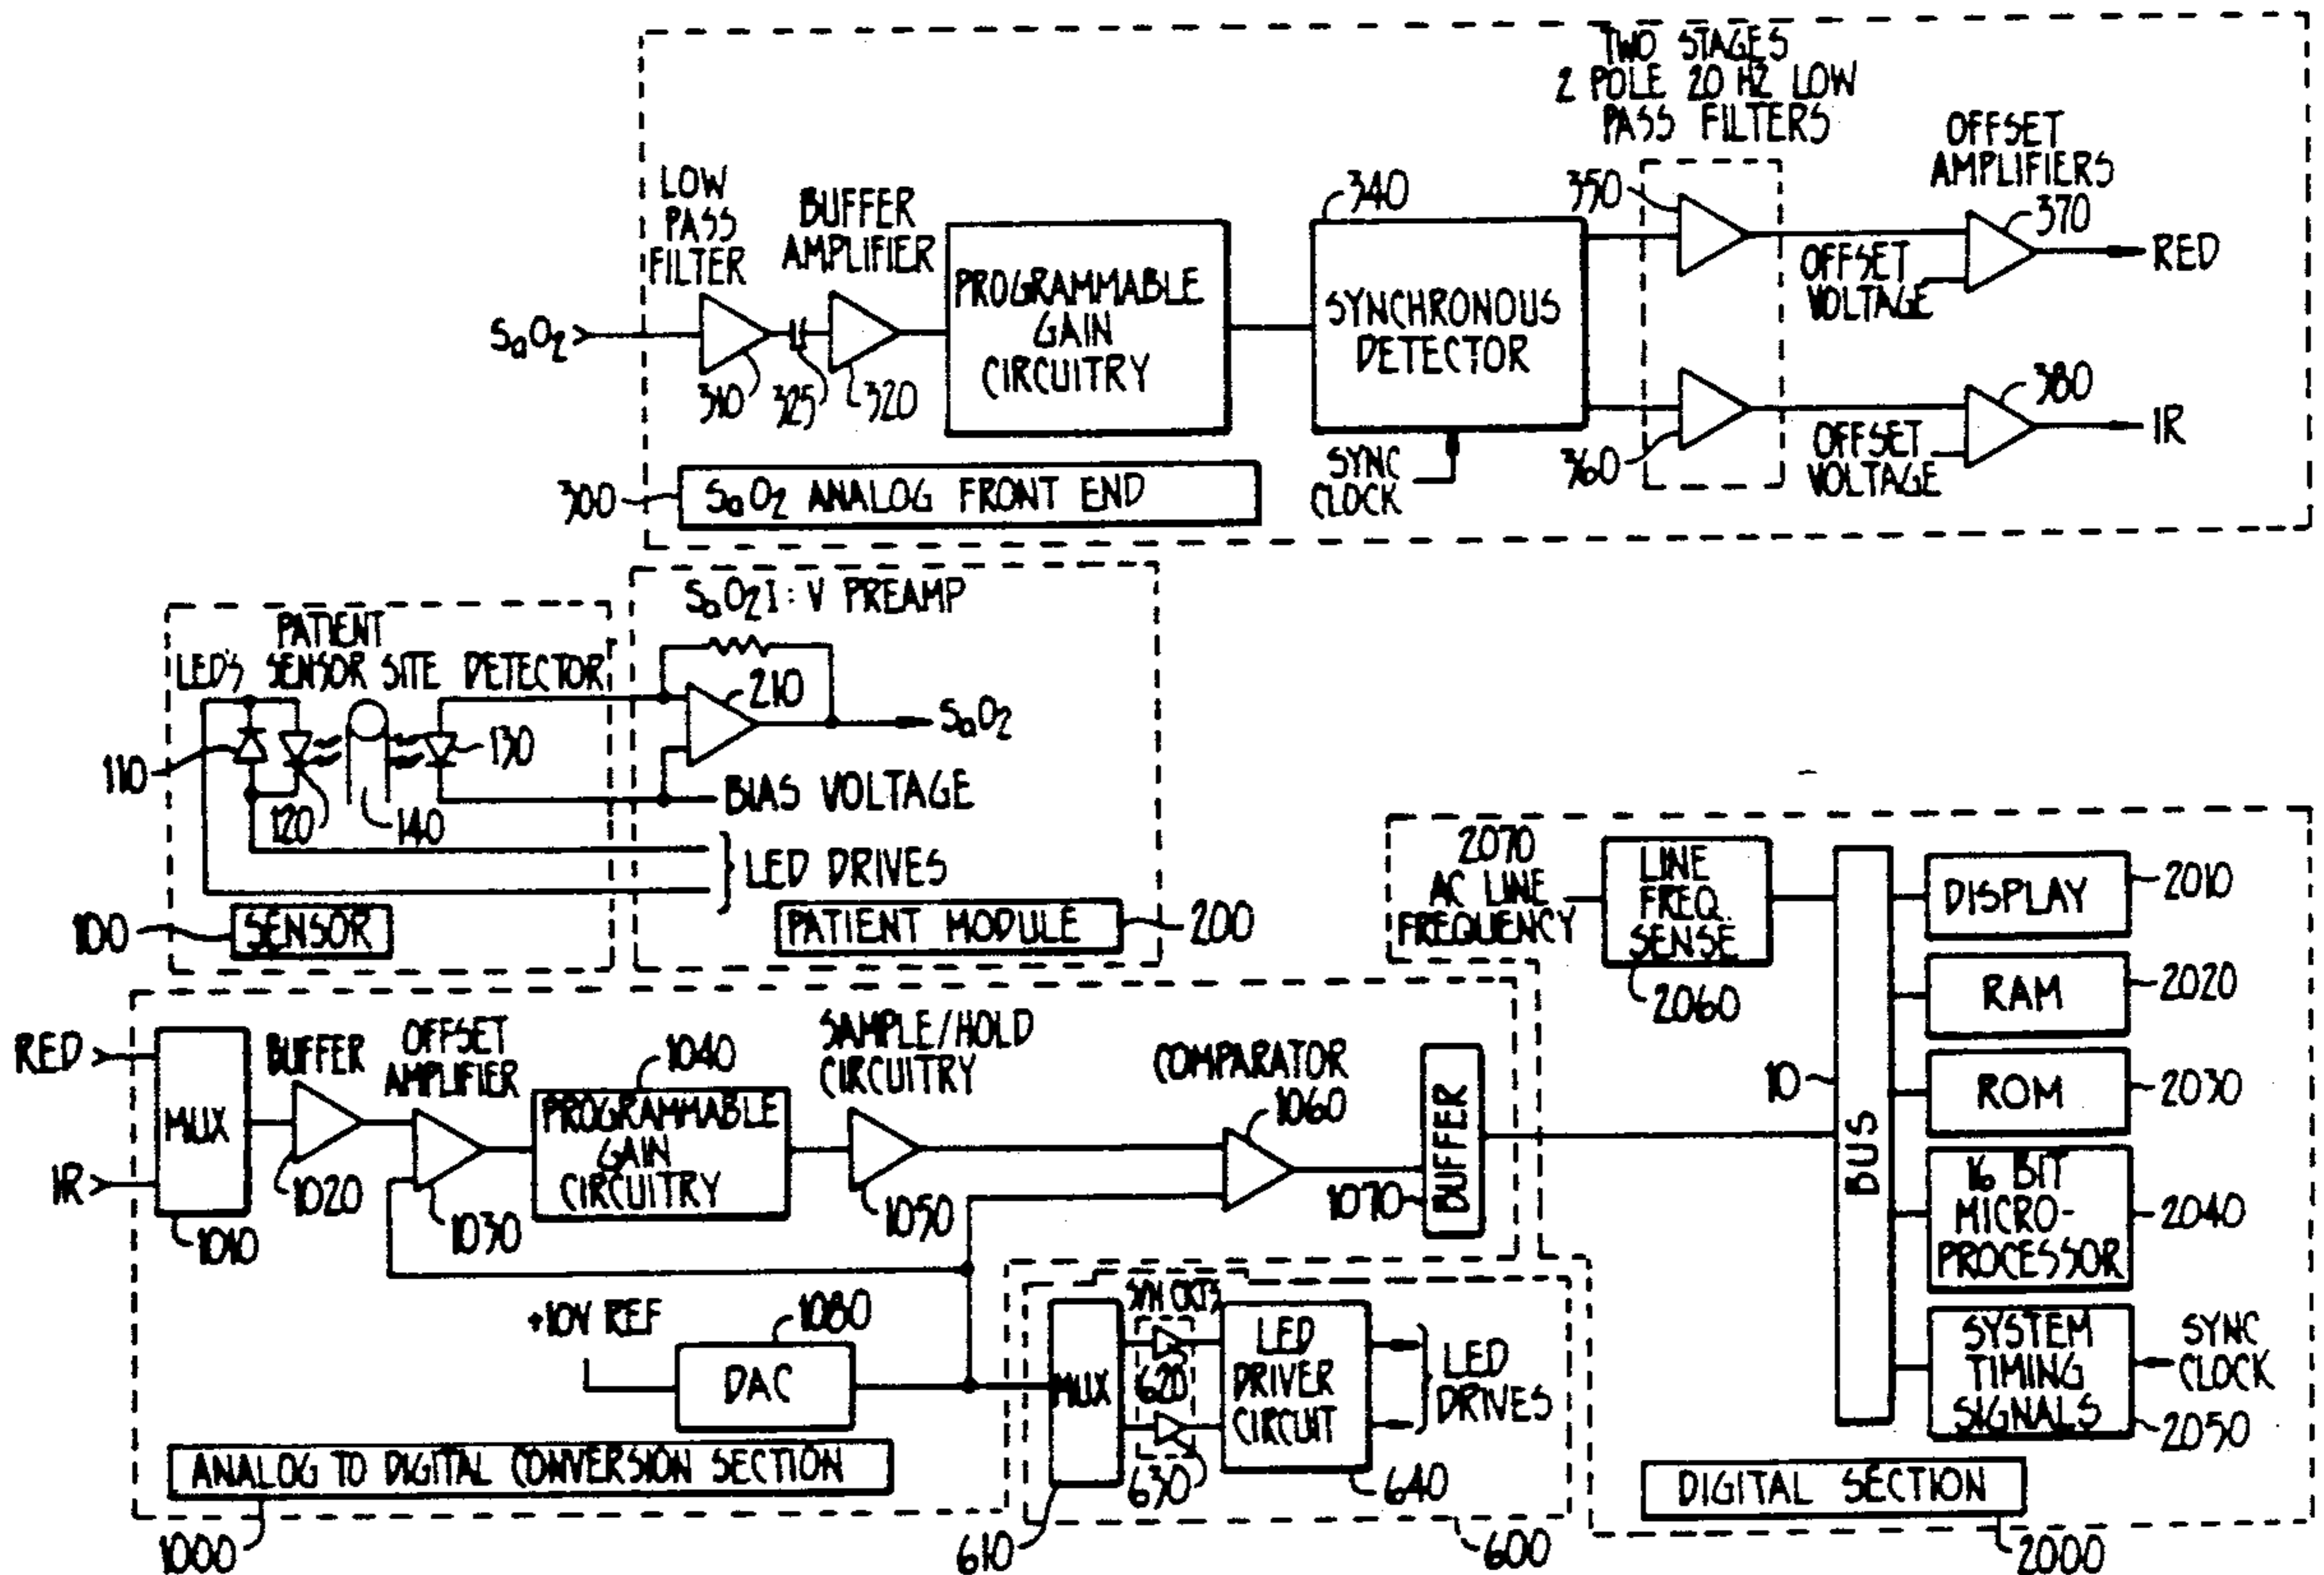 TWO STAGES
2 POLE 20 HZ LOW
PASS FILTERS
OFFSET
AMPLIFIERS
LOW
PASS
FILTER
BUFFER
AMPLIFIER
340
350
370
RED
PROGRAMMABLE
GAIN
CIRCUITRY
SYNCHRONOUS
DETECTOR
OFFSET
VOLTAGE
SaO2
310
325
320
380
IR
SYNC
CLOCK
360
OFFSET
VOLTAGE
300
SaO2 ANALOG FRONT END
SaO2 I:V PREAMP
PATIENT
LED'S SENSOR SITE DETECTOR
210
SaO2
110
130
120
140
BIAS VOLTAGE
LED DRIVES
100
SENSOR
PATIENT MODULE
200
2070
AC LINE
FREQUENCY
LINE
FREQ.
SENSE
2060
DISPLAY
2010
RAM
2020
10
BUS
ROM
2030
16 BIT
MICRO-
PROCESSOR
2040
SYSTEM
TIMING
SIGNALS
SYNC
CLOCK
2050
DIGITAL SECTION
2000
RED
IR
MUX
1010
BUFFER
1020
OFFSET
AMPLIFIER
1030
1040
PROGRAMMABLE
GAIN
CIRCUITRY
SAMPLE/HOLD
CIRCUITRY
1050
COMPARATOR
1060
1070
BUFFER
+10V REF
1080
DAC
MUX
SYN CKTS
620
630
LED
DRIVER
CIRCUIT
LED
DRIVES
640
610
600
ANALOG TO DIGITAL CONVERSION SECTION
1000